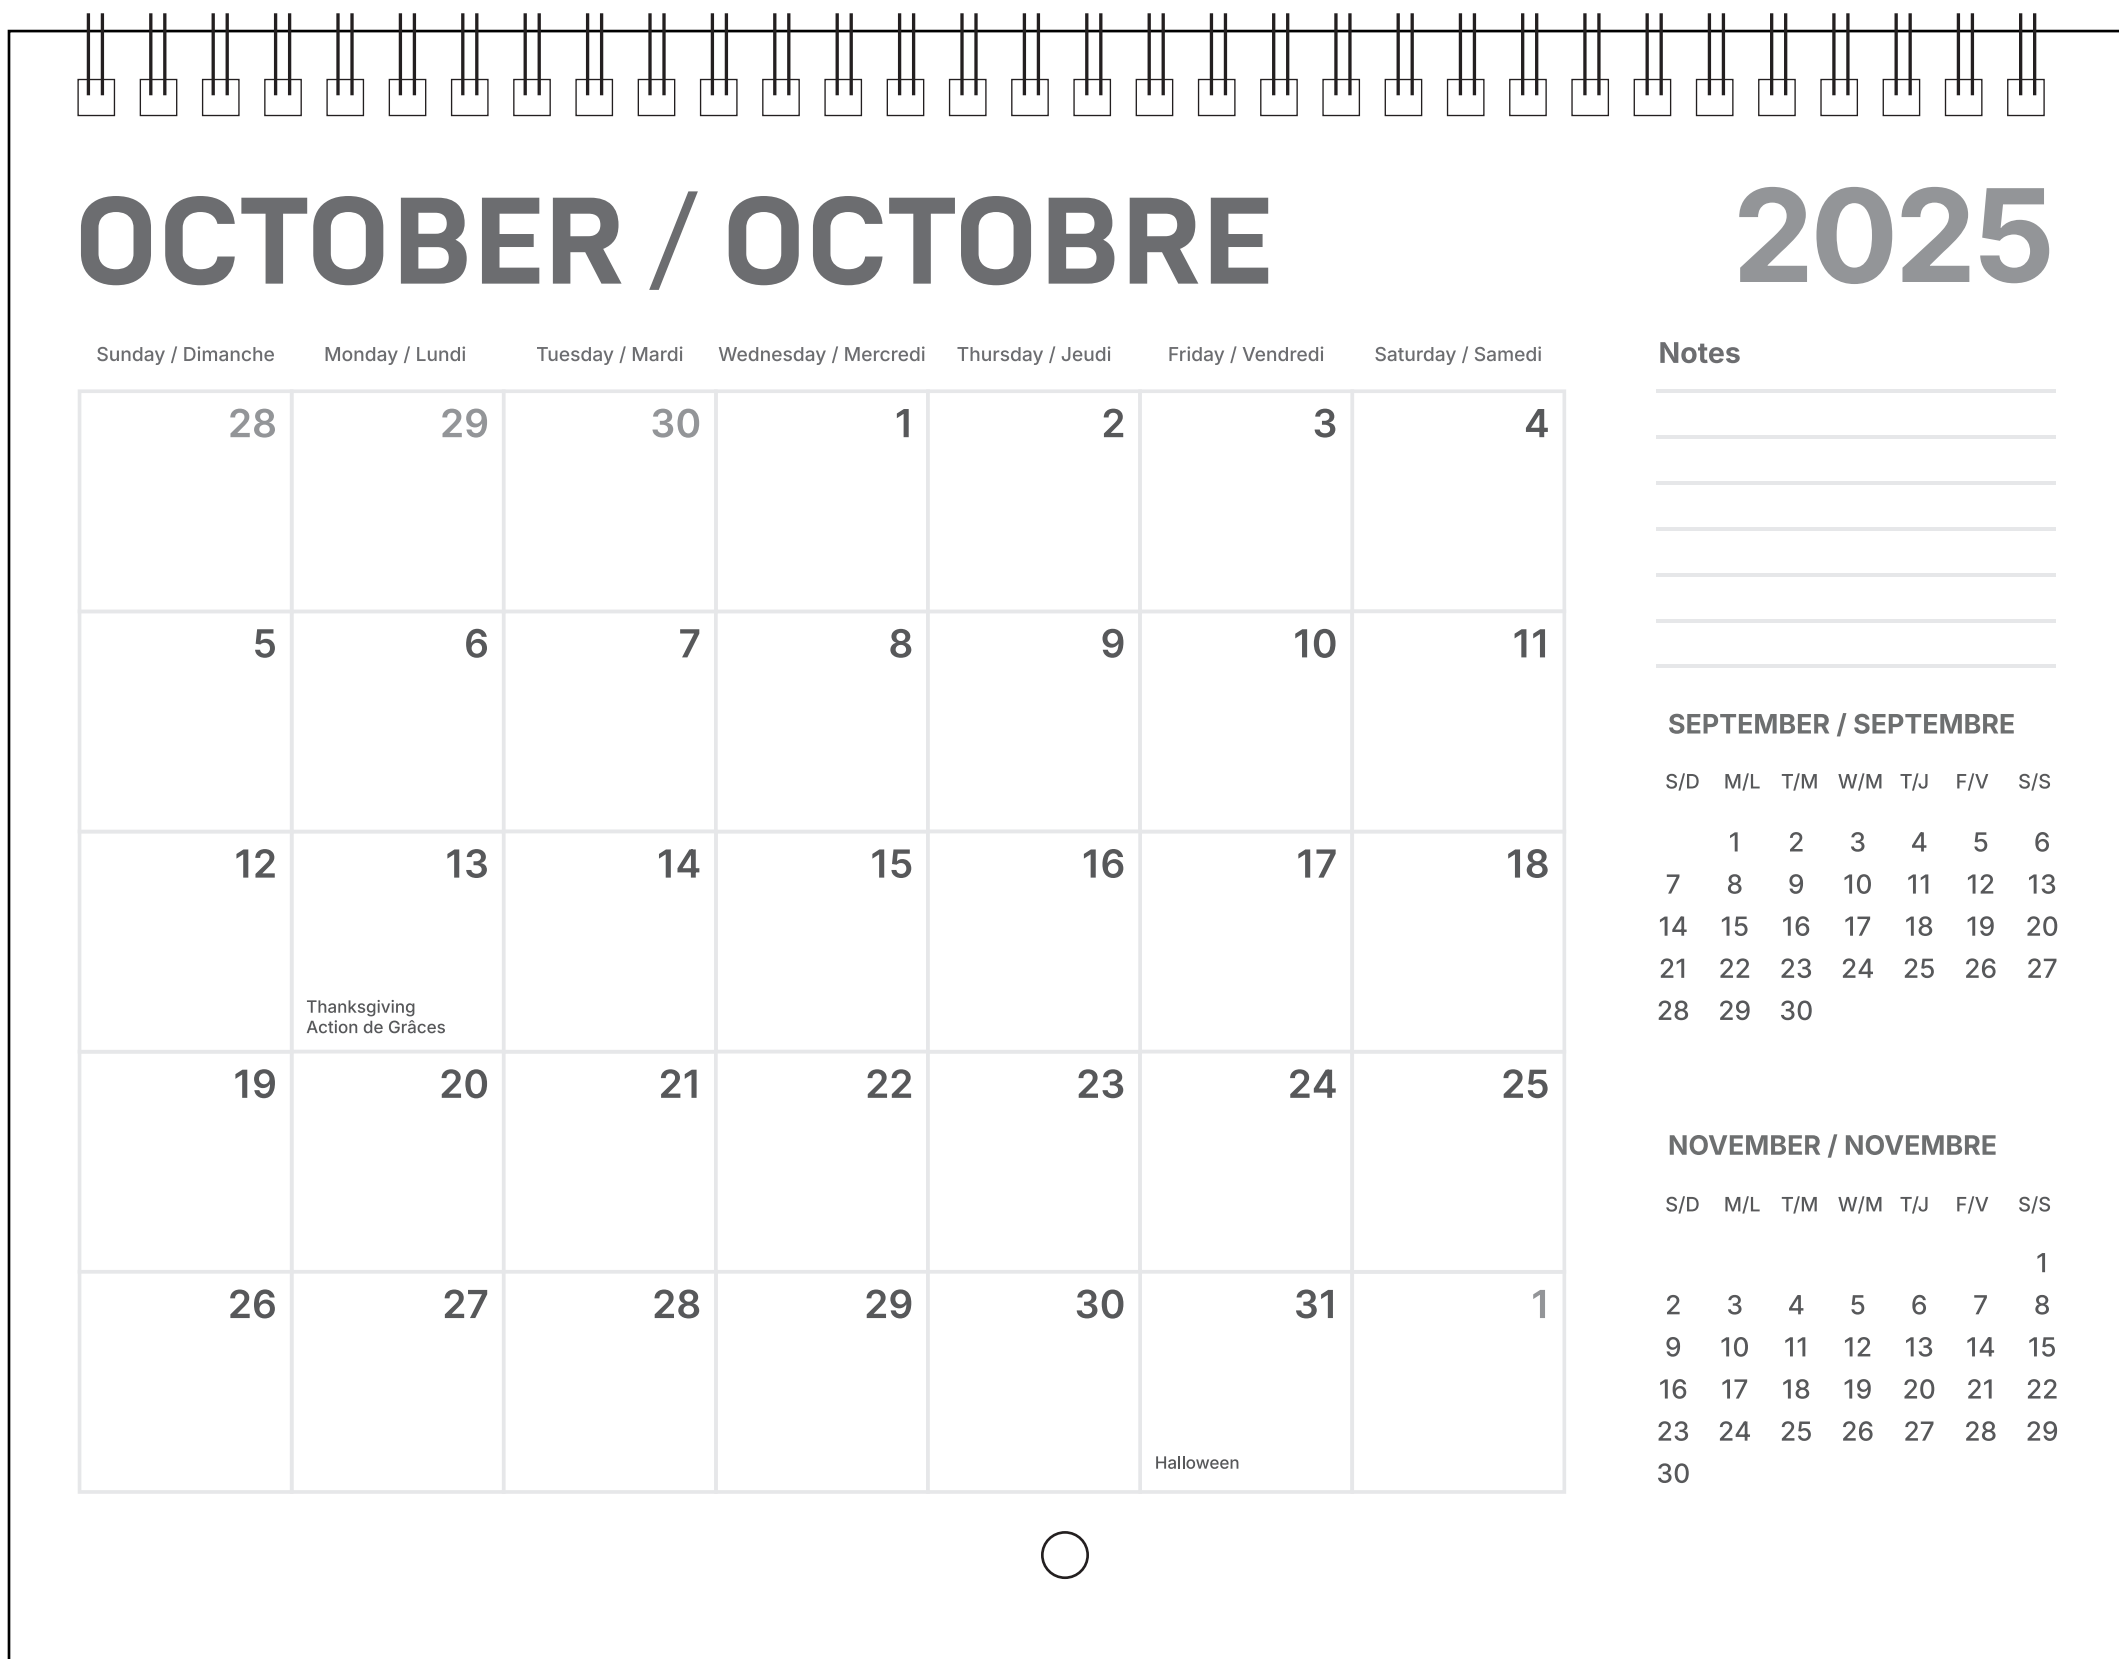 OCTOBER / OCTOBRE 2025
Sunday / Dimanche Monday / Lundi Tuesday / Mardi Wednesday / Mercredi Thursday / Jeudi Friday / Vendredi Saturday / Samedi
28 29 30 1 2 3 4
5 6 7 8 9 10 11
12 13 14 15 16 17 18
Thanksgiving
Action de Grâces
19 20 21 22 23 24 25
26 27 28 29 30 31 1
Halloween
Notes
SEPTEMBER / SEPTEMBRE
S/D M/L T/M W/M T/J F/V S/S
1 2 3 4 5 6
7 8 9 10 11 12 13
14 15 16 17 18 19 20
21 22 23 24 25 26 27
28 29 30
NOVEMBER / NOVEMBRE
S/D M/L T/M W/M T/J F/V S/S
1
2 3 4 5 6 7 8
9 10 11 12 13 14 15
16 17 18 19 20 21 22
23 24 25 26 27 28 29
30